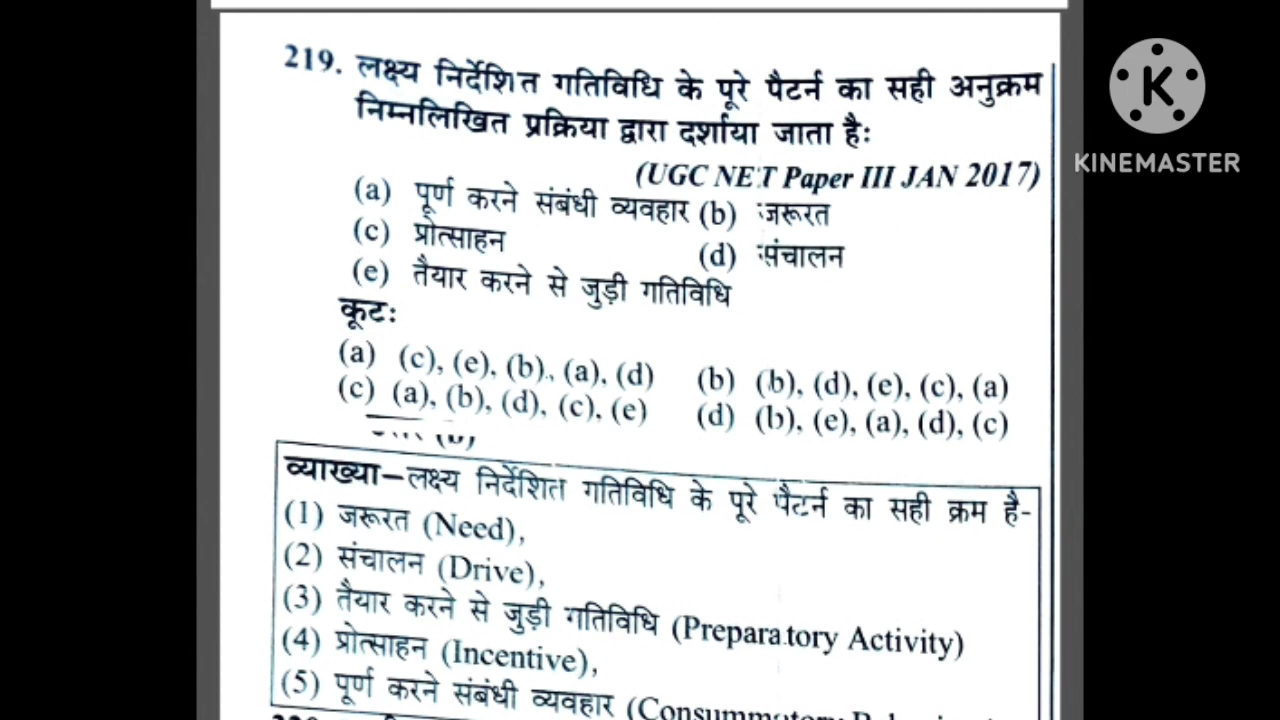 219. लक्ष्य निर्देशित गतिविधि के पूरे पैटर्न का सही अनुक्रम
निम्नलिखित प्रक्रिया द्वारा दर्शाया जाता है:
(UGC NET Paper III JAN 2017)
(a) पूर्ण करने संबंधी व्यवहार (b) जरूरत
(c) प्रोत्साहन (d) संचालन
(e) तैयार करने से जुड़ी गतिविधि
कूट:
(a) (c), (e), (b), (a), (d) (b) (b), (d), (e), (c), (a)
(c) (a), (b), (d), (c), (e) (d) (b), (e), (a), (d), (c)
(b)
व्याख्या–लक्ष्य निर्देशित गतिविधि के पूरे पैटर्न का सही क्रम है-
(1) जरूरत (Need),
(2) संचालन (Drive),
(3) तैयार करने से जुड़ी गतिविधि (Preparatory Activity)
(4) प्रोत्साहन (Incentive),
(5) पूर्ण करने संबंधी व्यवहार (Consummatory
K
KINEMASTER